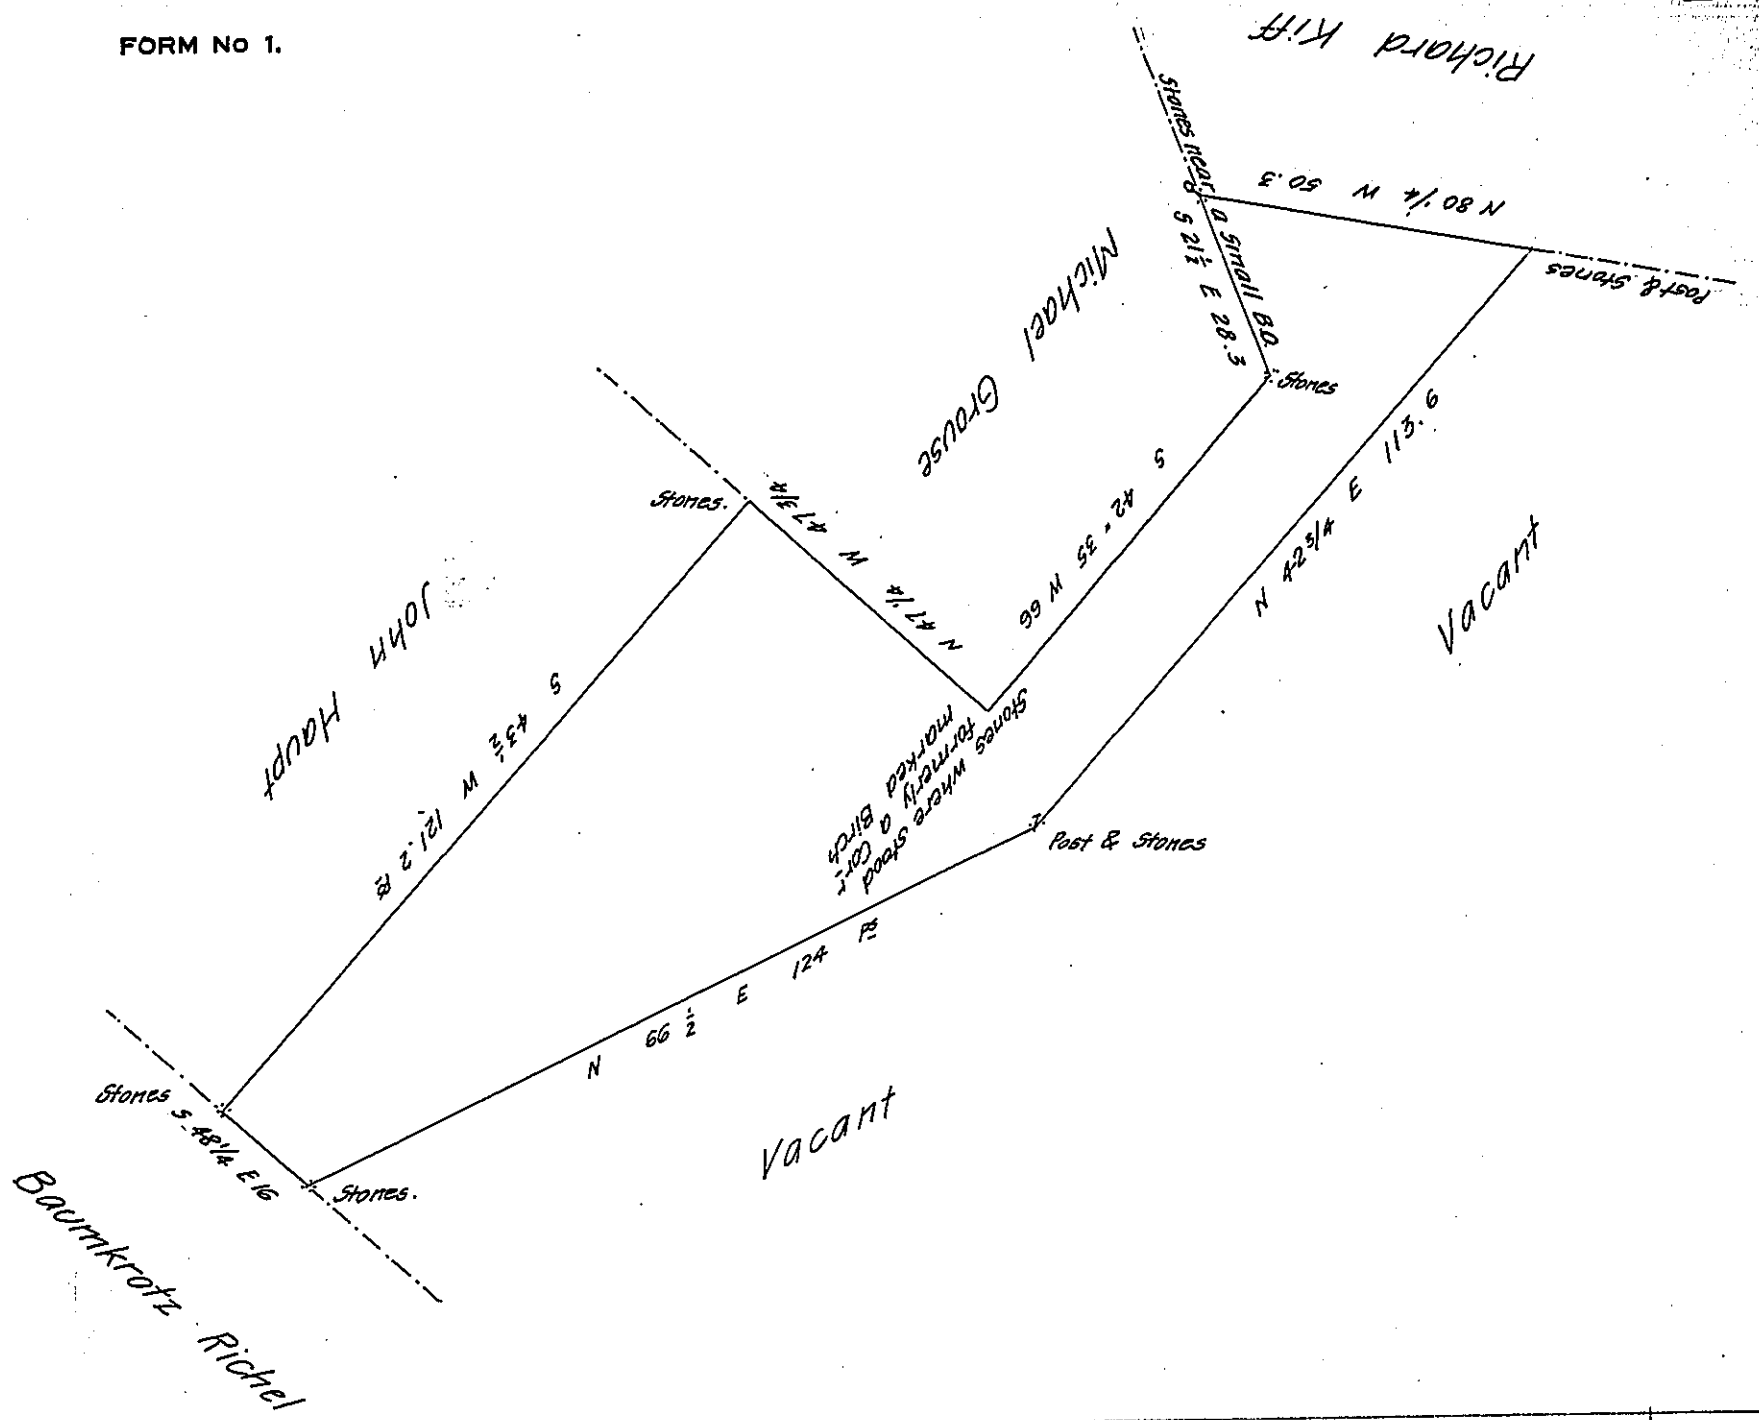 FORM No 1.
Richard Kiff
N 80 1/4 W 50.3
Post & Stones
Stones near a Small B.O.
S 21 1/2 E 28.3
Stones
Michael Grouse
S 42 " 35 W 66
N 42 3/4 E 113.9
Vacant
Stones.
N 47 1/4 W 47 3/4
Stones where stood
formerly a Cor-r
marked Birch
John Haupt
S 43 1/2 W 121.2 Ps
Post & Stones
N 66 1/2 E 124 Ps
Vacant
Stones
S 48 1/4 E 16
Stones.
Baumkrotz Richel